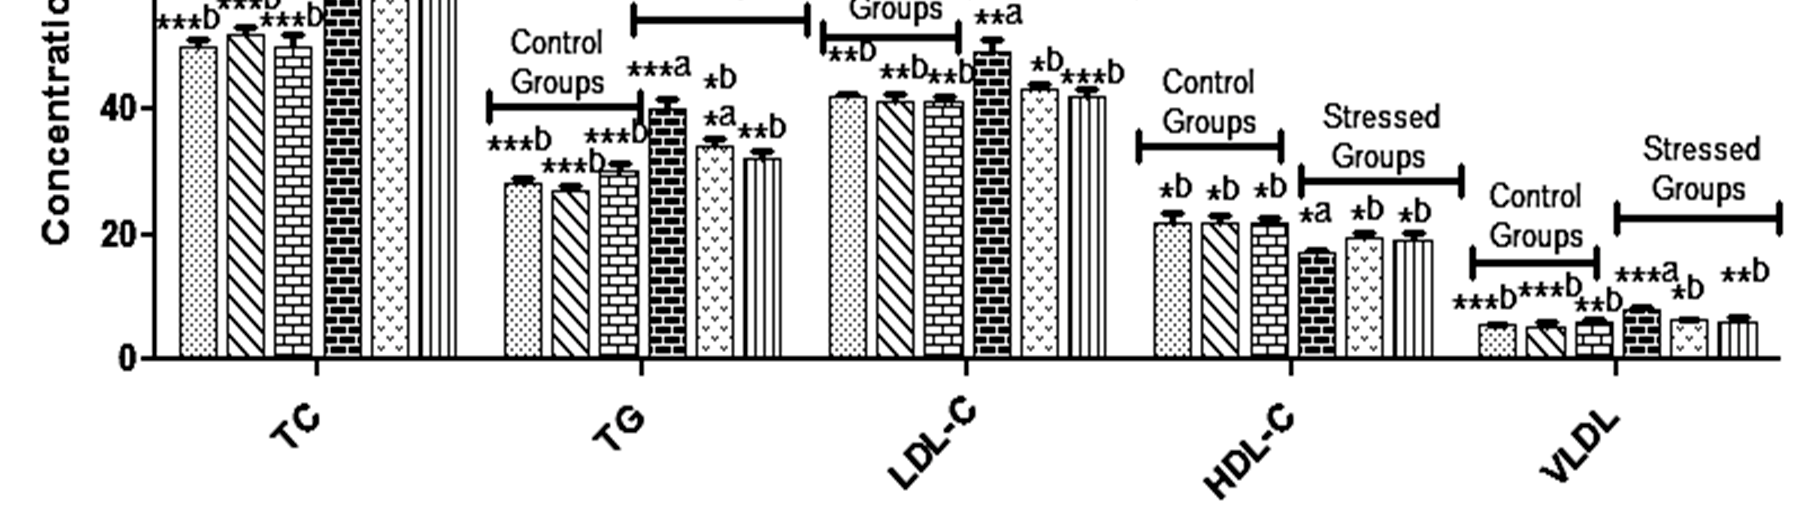 Concentratio
40
20
0
***b
***b
***b
Control
Groups
***b
***b
***b
***a
*b
*a
**b
Groups
**b
**b
**b
**a
*b
***b
Control
Groups
*b
*b
*b
Stressed
Groups
*a
*b
*b
Control
Groups
***b
***b
**b
Stressed
Groups
***a
*b
**b
TC
TG
LDL-C
HDL-C
VLDL